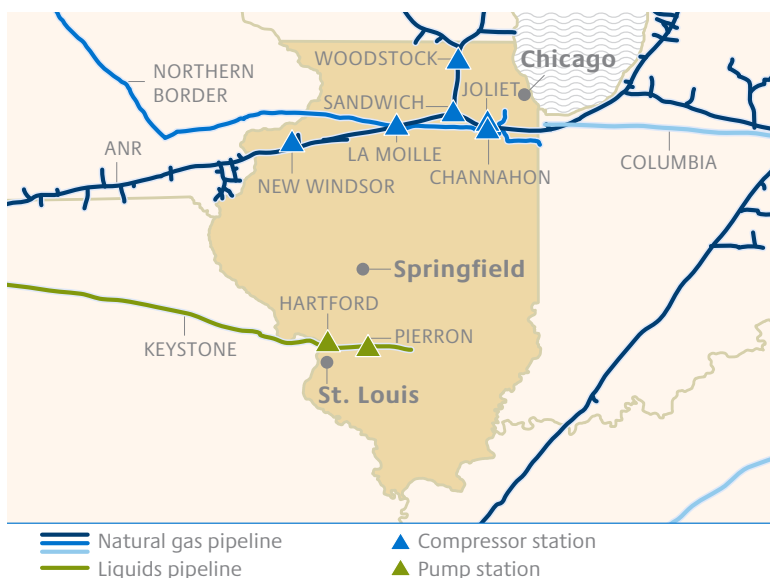 WOODSTOCK
Chicago
NORTHERN
BORDER
JOLIET
SANDWICH
ANR
LA MOILLE
COLUMBIA
NEW WINDSOR
CHANNAHON
Springfield
HARTFORD
PIERRON
KEYSTONE
St. Louis
Natural gas pipeline
Compressor station
Liquids pipeline
Pump station